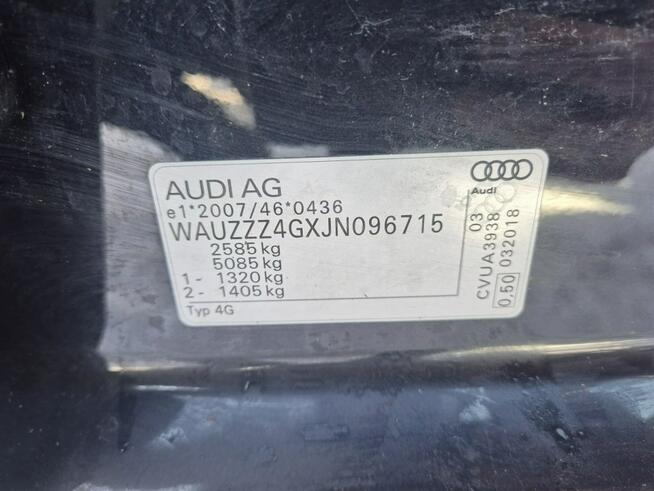 AUDI AG
e1*2007/46*0436
WAUZZZ4GXJN096715
2585 kg
5085 kg
1 - 1320 kg
2 - 1405 kg
Typ 4G
Audi
03
CVUA3938
0,50 032018